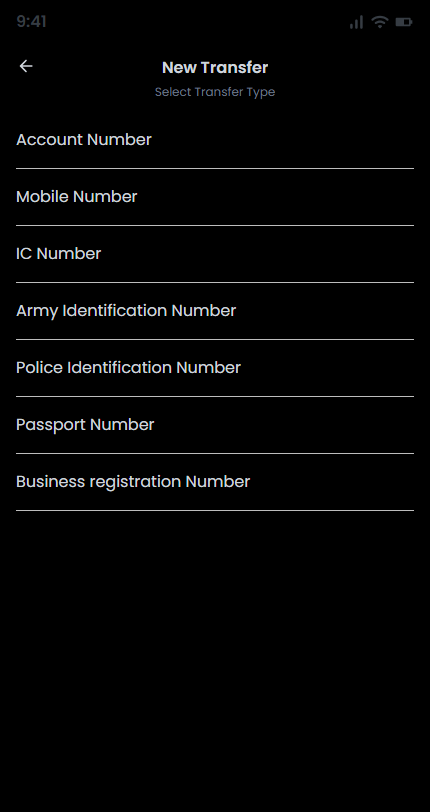 9:41
New Transfer
Select Transfer Type
Account Number
Mobile Number
IC Number
Army Identification Number
Police Identification Number
Passport Number
Business registration Number